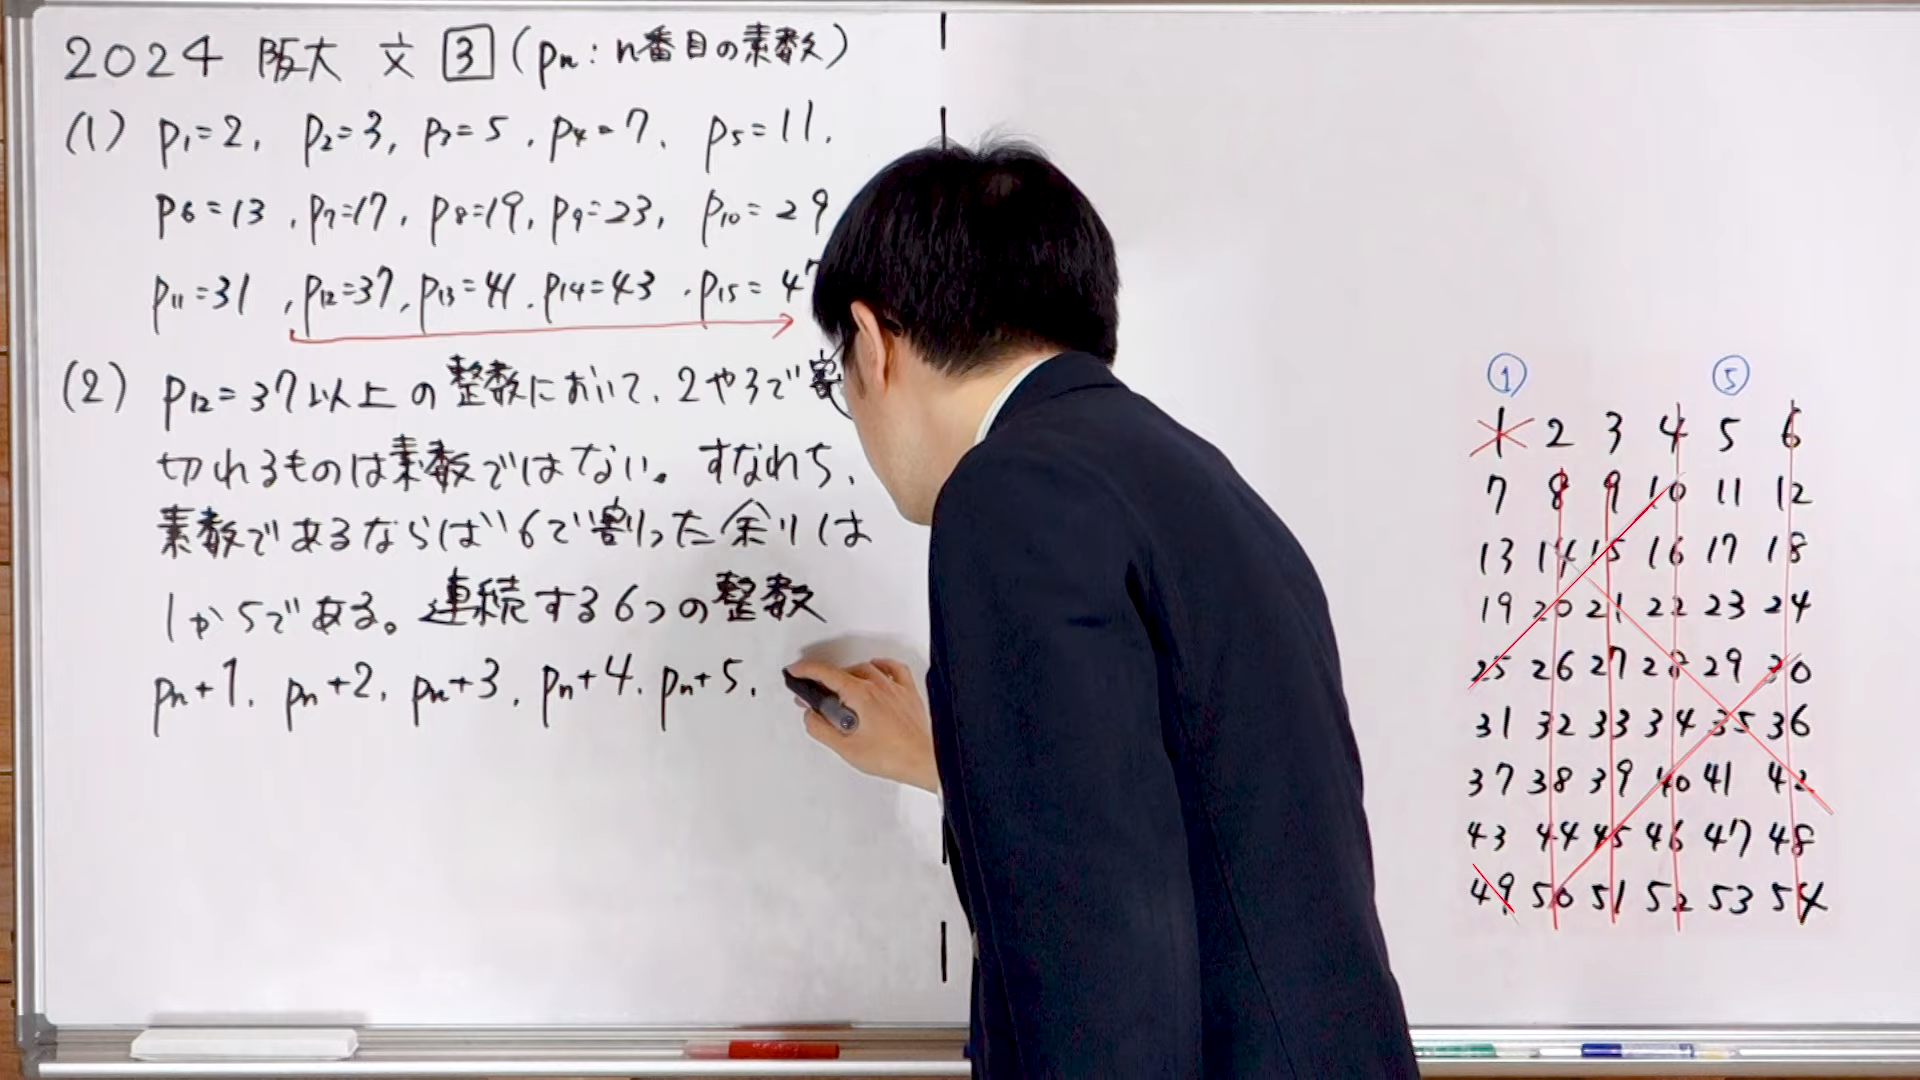 2024 阪大 文 3 (pn:n番目の素数)
(1) p1=2, p2=3, p3=5, p4=7, p5=11,
p6=13, p7=17, p8=19, p9=23, p10=29
p11=31, p12=37, p13=41, p14=43, p15=47
(2) p12=37以上の整数において、2や3で割
切れるものは素数ではない。すなわち、
素数であるならば6で割った余りは
1か5である。連続する6つの整数
pn+1, pn+2, pn+3, pn+4, pn+5,
① ⑤
1 2 3 4 5 6
7 8 9 10 11 12
13 14 15 16 17 18
19 20 21 22 23 24
25 26 27 28 29 30
31 32 33 34 35 36
37 38 39 40 41 42
43 44 45 46 47 48
49 50 51 52 53 54